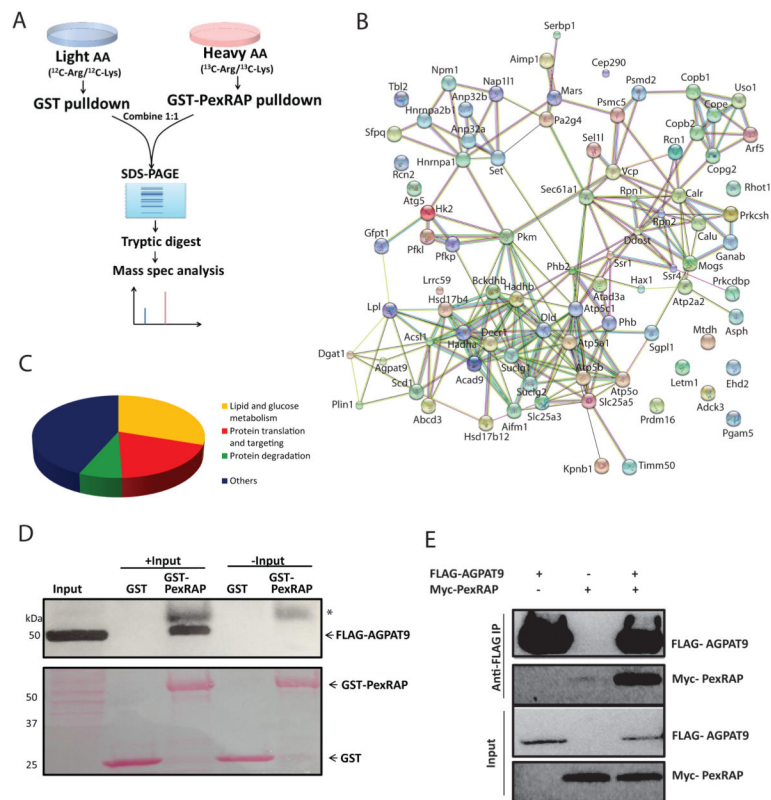 A
Light AA
(12C-Arg/12C-Lys)
GST pulldown
Heavy AA
(13C-Arg/13C-Lys)
GST-PexRAP pulldown
Combine 1:1
SDS-PAGE
Tryptic digest
Mass spec analysis
B
Serbp1
Aimp1
Cep290
Npm1
Nap1l1
Mars
Psmd2
Copb1
Uso1
Tbl2
Anp32b
Psmc5
Cope
Hnrnpa2b1
Pa2g4
Copb2
Sfpq
Anp32a
Sel1l
Rcn1
Arf5
Hnrnpa1
Set
Vcp
Copg2
Rcn2
Sec61a1
Rpn1
Calr
Rhot1
Atg5
Hk2
Rpn2
Prkcsh
Gfpt1
Pkm
Ddost
Calu
Ganab
Pfkl
Pfkp
Phb2
Ssr1
Ssr4
Mogs
Lrrc59
Bckdhb
Hadhb
Hax1
Prkcdbp
Lpl
Hsd17b4
Atad3a
Atp2a2
Atp5c1
Acsl1
Decr1
Dld
Phb
Mtdh
Asph
Dgat1
Hadha
Atp5a1
Sgpl1
Agpat9
Suclg1
Scd1
Acad9
Atp5b
Letm1
Ehd2
Plin1
Suclg2
Atp5o
Abcd3
Aifm1
Slc25a3
Slc25a5
Prdm16
Adck3
Hsd17b12
Pgam5
Kpnb1
Timm50
C
Lipid and glucose
metabolism
Protein translation
and targeting
Protein degradation
Others
D
+Input
-Input
Input
GST
GST-
PexRAP
GST
GST-
PexRAP
kDa
*
50
FLAG-AGPAT9
GST-PexRAP
50
37
25
GST
E
FLAG-AGPAT9 + - +
Myc-PexRAP - + +
Anti-FLAG IP
FLAG- AGPAT9
Myc- PexRAP
Input
FLAG- AGPAT9
Myc- PexRAP